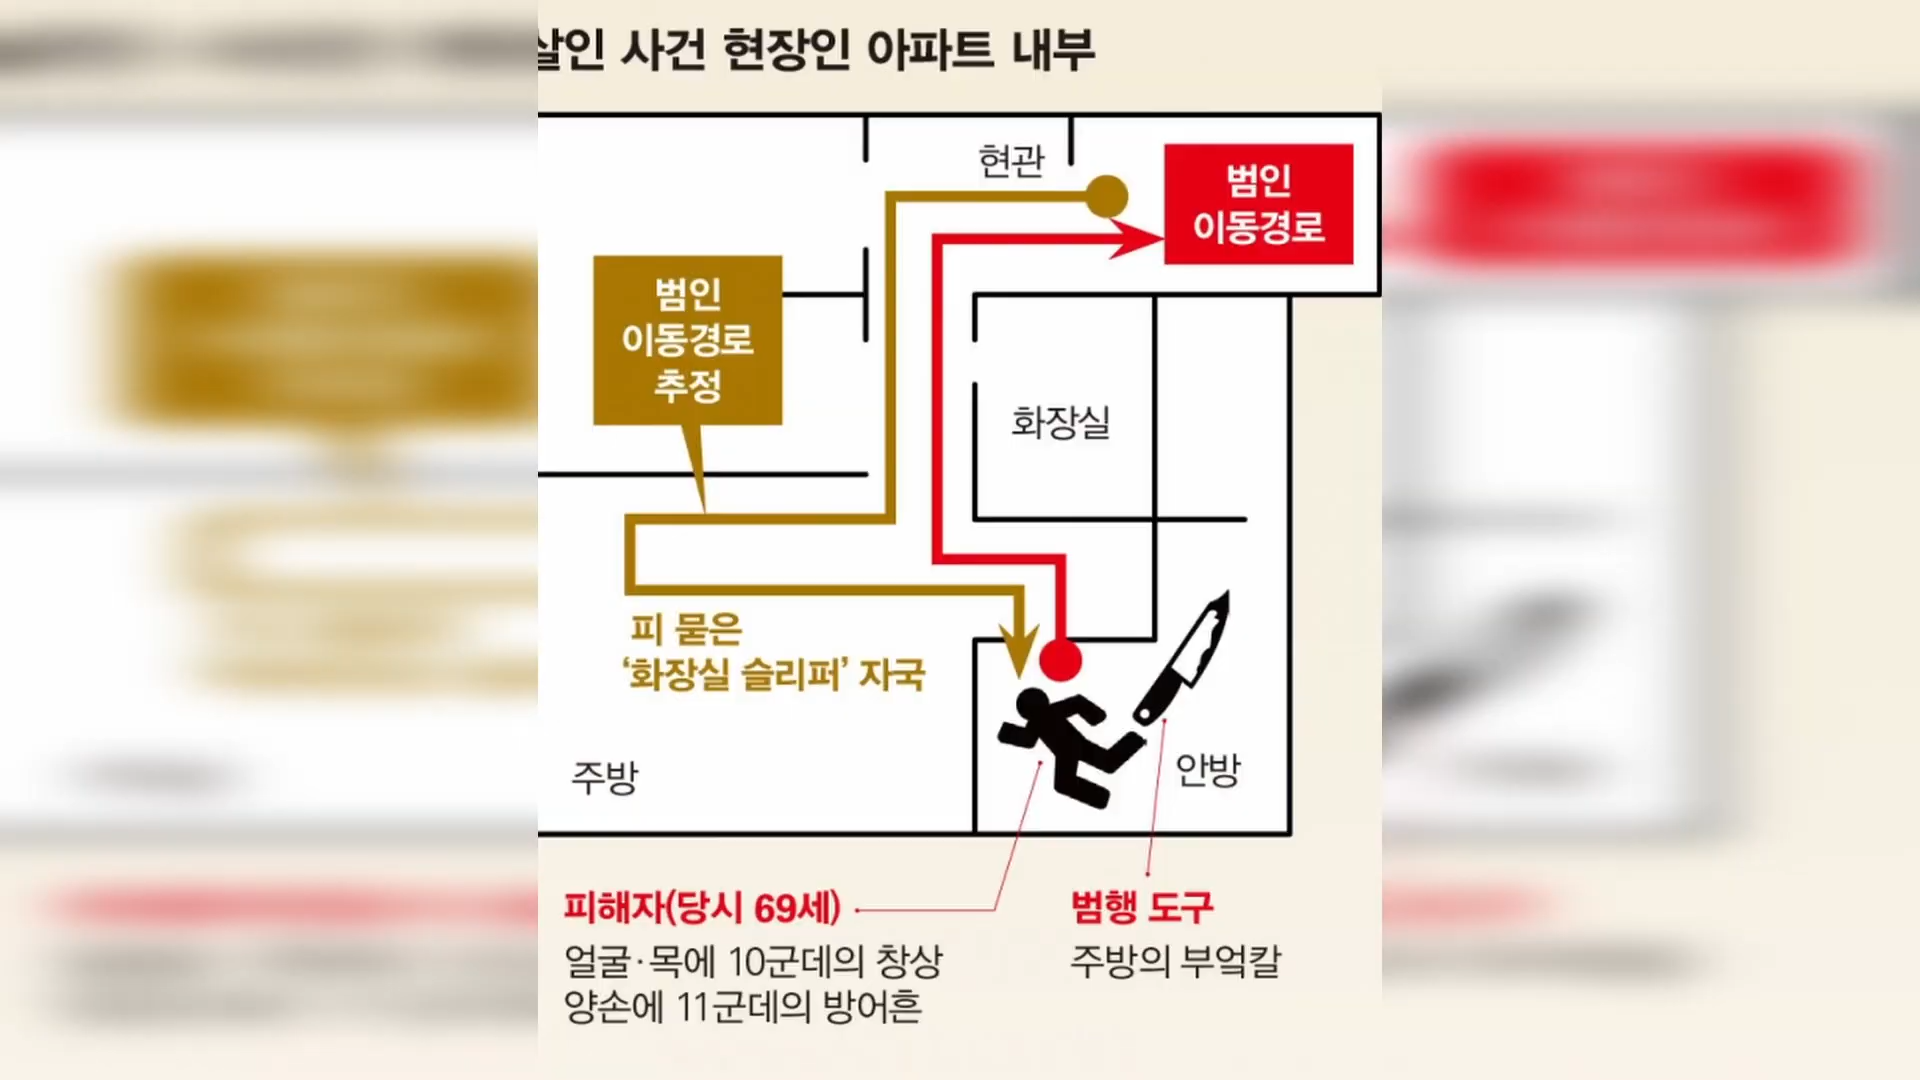 살인 사건 현장인 아파트 내부
현관
범인
이동경로
범인
이동경로
추정
화장실
피 묻은
‘화장실 슬리퍼’ 자국
주방
안방
피해자(당시 69세)
얼굴·목에 10군데의 창상
양손에 11군데의 방어흔
범행 도구
주방의 부엌칼